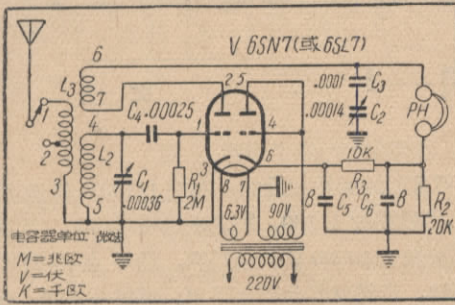 V 6SN7(或6SL7)
6
L3
7
1
2
3
4
L2
5
C4 .00025
C1
.00036
R1
2M
2 5
1
4
3
6
8
7
6.3V
90V
220V
.0001
C3
.00014
C2
PH
10K
R3
8
C5
C6
8
R2
20K
电容器单位:微法
M=兆欧
V=伏
K=千欧